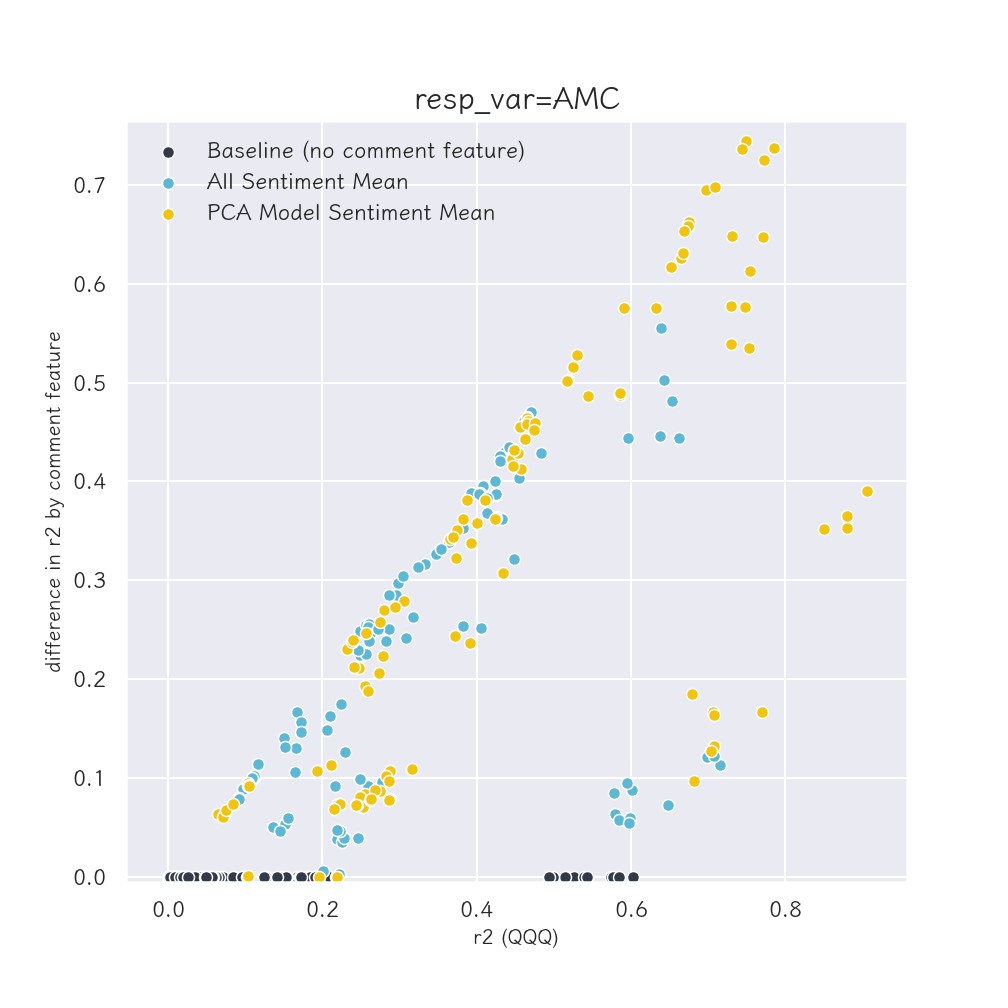 resp_var=AMC
Baseline (no comment feature)
All Sentiment Mean
PCA Model Sentiment Mean
difference in r2 by comment feature
0.7
0.6
0.5
0.4
0.3
0.2
0.1
0.0
0.0 0.2 0.4 0.6 0.8
r2 (QQQ)